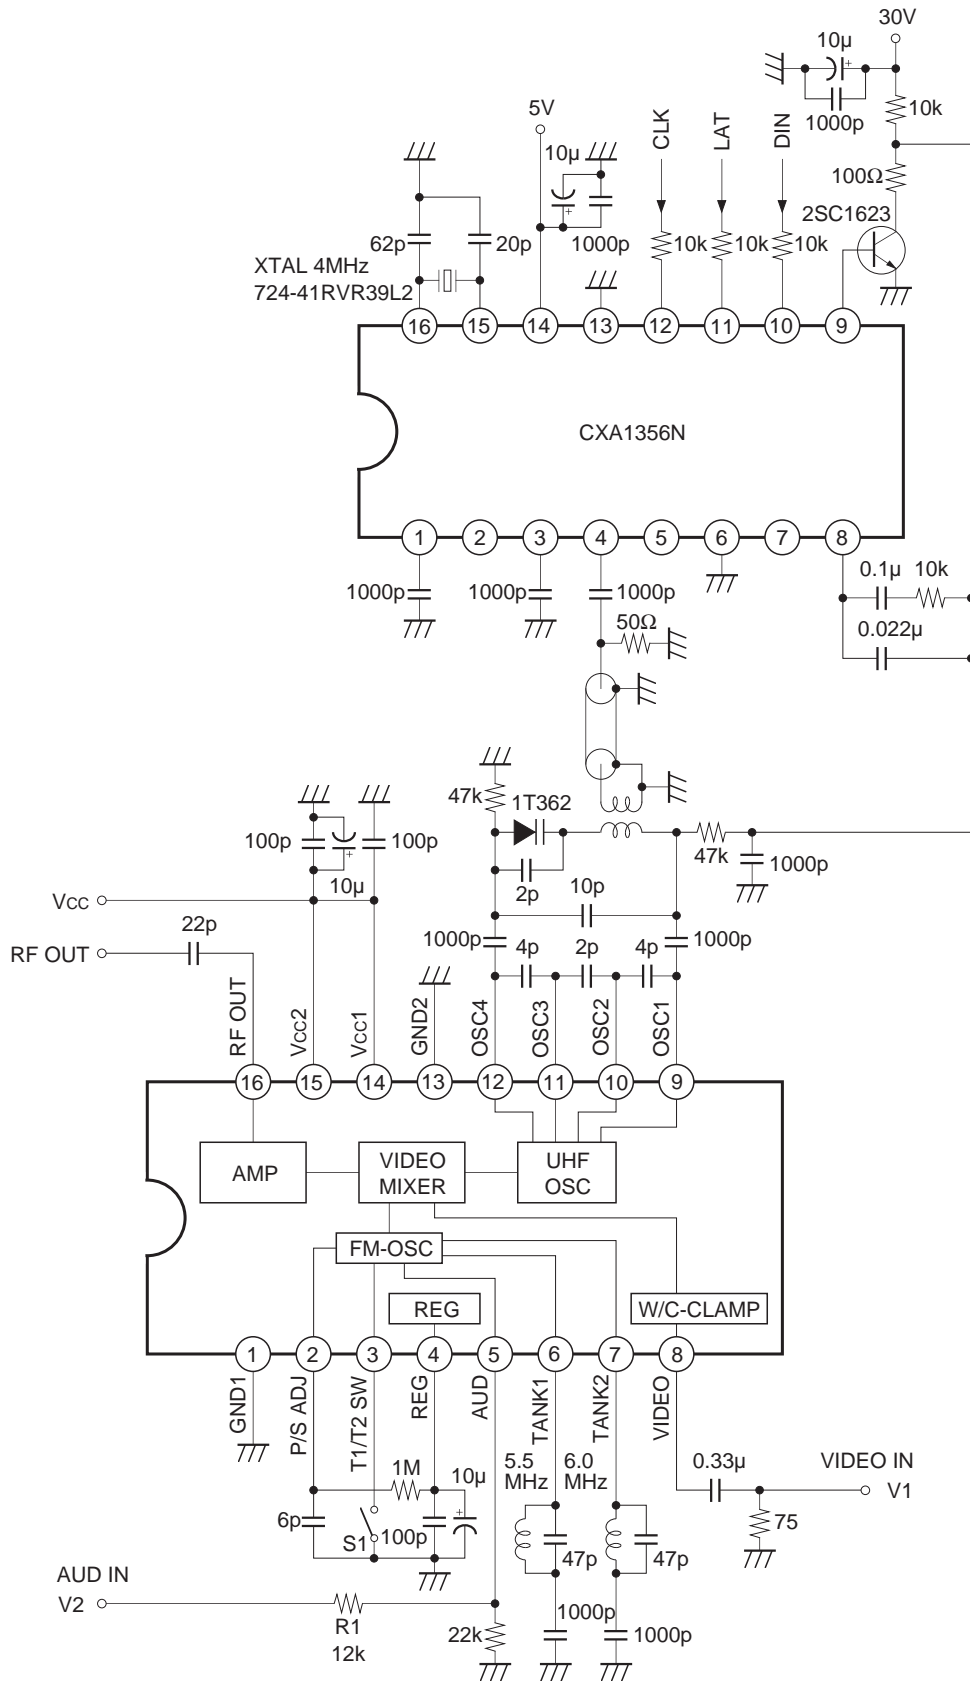 30V
10µ
+
10k
1000p
5V
10µ
+
1000p
CLK
LAT
DIN
100Ω
2SC1623
62p
20p
10k
10k
10k
XTAL 4MHz
724-41RVR39L2
16
15
14
13
12
11
10
9
CXA1356N
1
2
3
4
5
6
7
8
1000p
1000p
1000p
0.1µ
10k
50Ω
0.022µ
47k
1T362
100p
+
100p
10µ
47k
1000p
2p
10p
Vcc
22p
RF OUT
1000p
4p
2p
4p
1000p
RF OUT
Vcc2
Vcc1
GND2
OSC4
OSC3
OSC2
OSC1
16
15
14
13
12
11
10
9
AMP
VIDEO
MIXER
UHF
OSC
FM-OSC
REG
W/C-CLAMP
1
2
3
4
5
6
7
8
GND1
P/S ADJ
T1/T2 SW
REG
AUD
TANK1
TANK2
VIDEO
1M
10µ
+
5.5
MHz
6.0
MHz
0.33µ
VIDEO IN
V1
6p
S1
100p
47p
47p
75
AUD IN
V2
R1
12k
22k
1000p
1000p